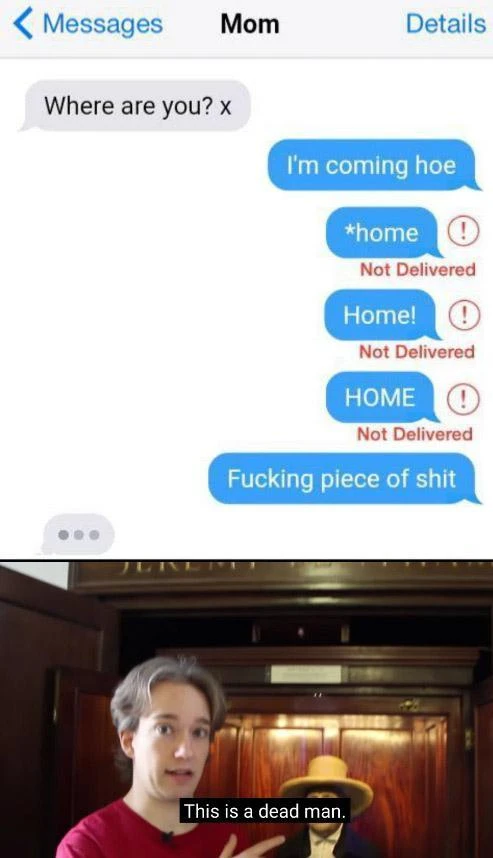 Messages Mom Details
Where are you? x
I'm coming hoe
*home
Not Delivered
Home!
Not Delivered
HOME
Not Delivered
Fucking piece of shit
JEREMY
This is a dead man.